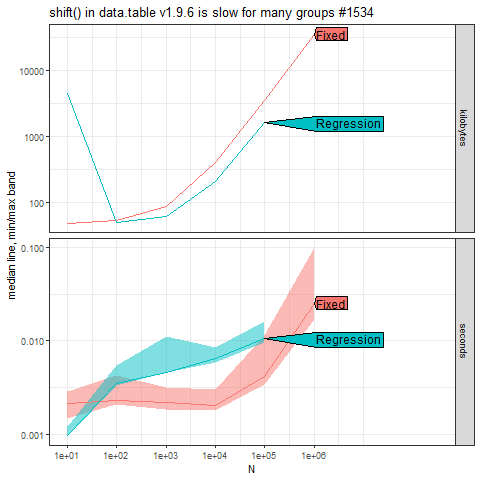 shift() in data.table v1.9.6 is slow for many groups #1534
median line, min/max band
10000
1000
100
Fixed
Regression
kilobytes
0.100
0.010
0.001
Fixed
Regression
seconds
1e+01 1e+02 1e+03 1e+04 1e+05 1e+06
N